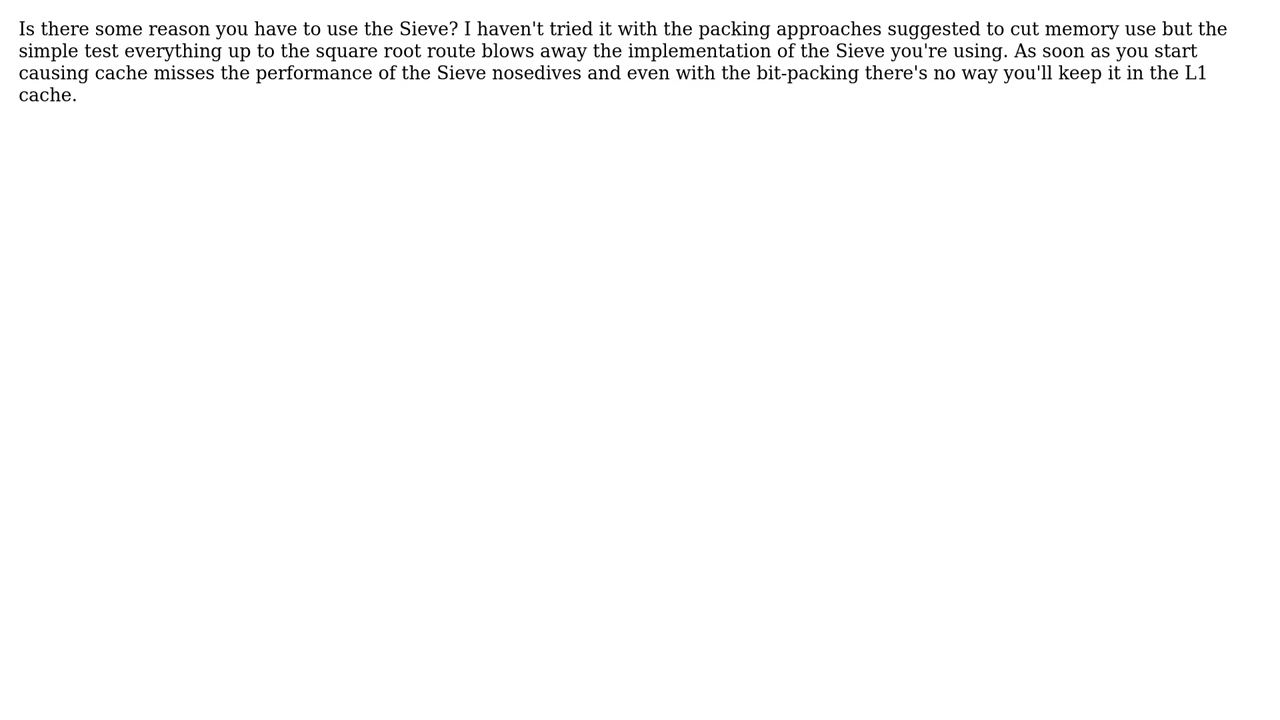 Is there some reason you have to use the Sieve? I haven't tried it with the packing approaches suggested to cut memory use but the
simple test everything up to the square root route blows away the implementation of the Sieve you're using. As soon as you start
causing cache misses the performance of the Sieve nosedives and even with the bit-packing there's no way you'll keep it in the L1
cache.